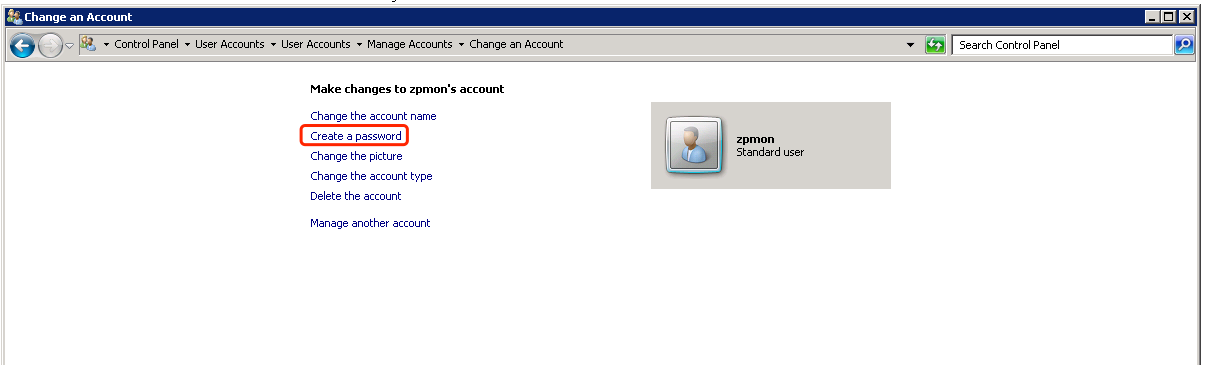 Change an Account
Control Panel User Accounts User Accounts Manage Accounts Change an Account
Search Control Panel
Make changes to zpmon's account
Change the account name
Create a password
Change the picture
Change the account type
Delete the account
Manage another account
zpmon
Standard user